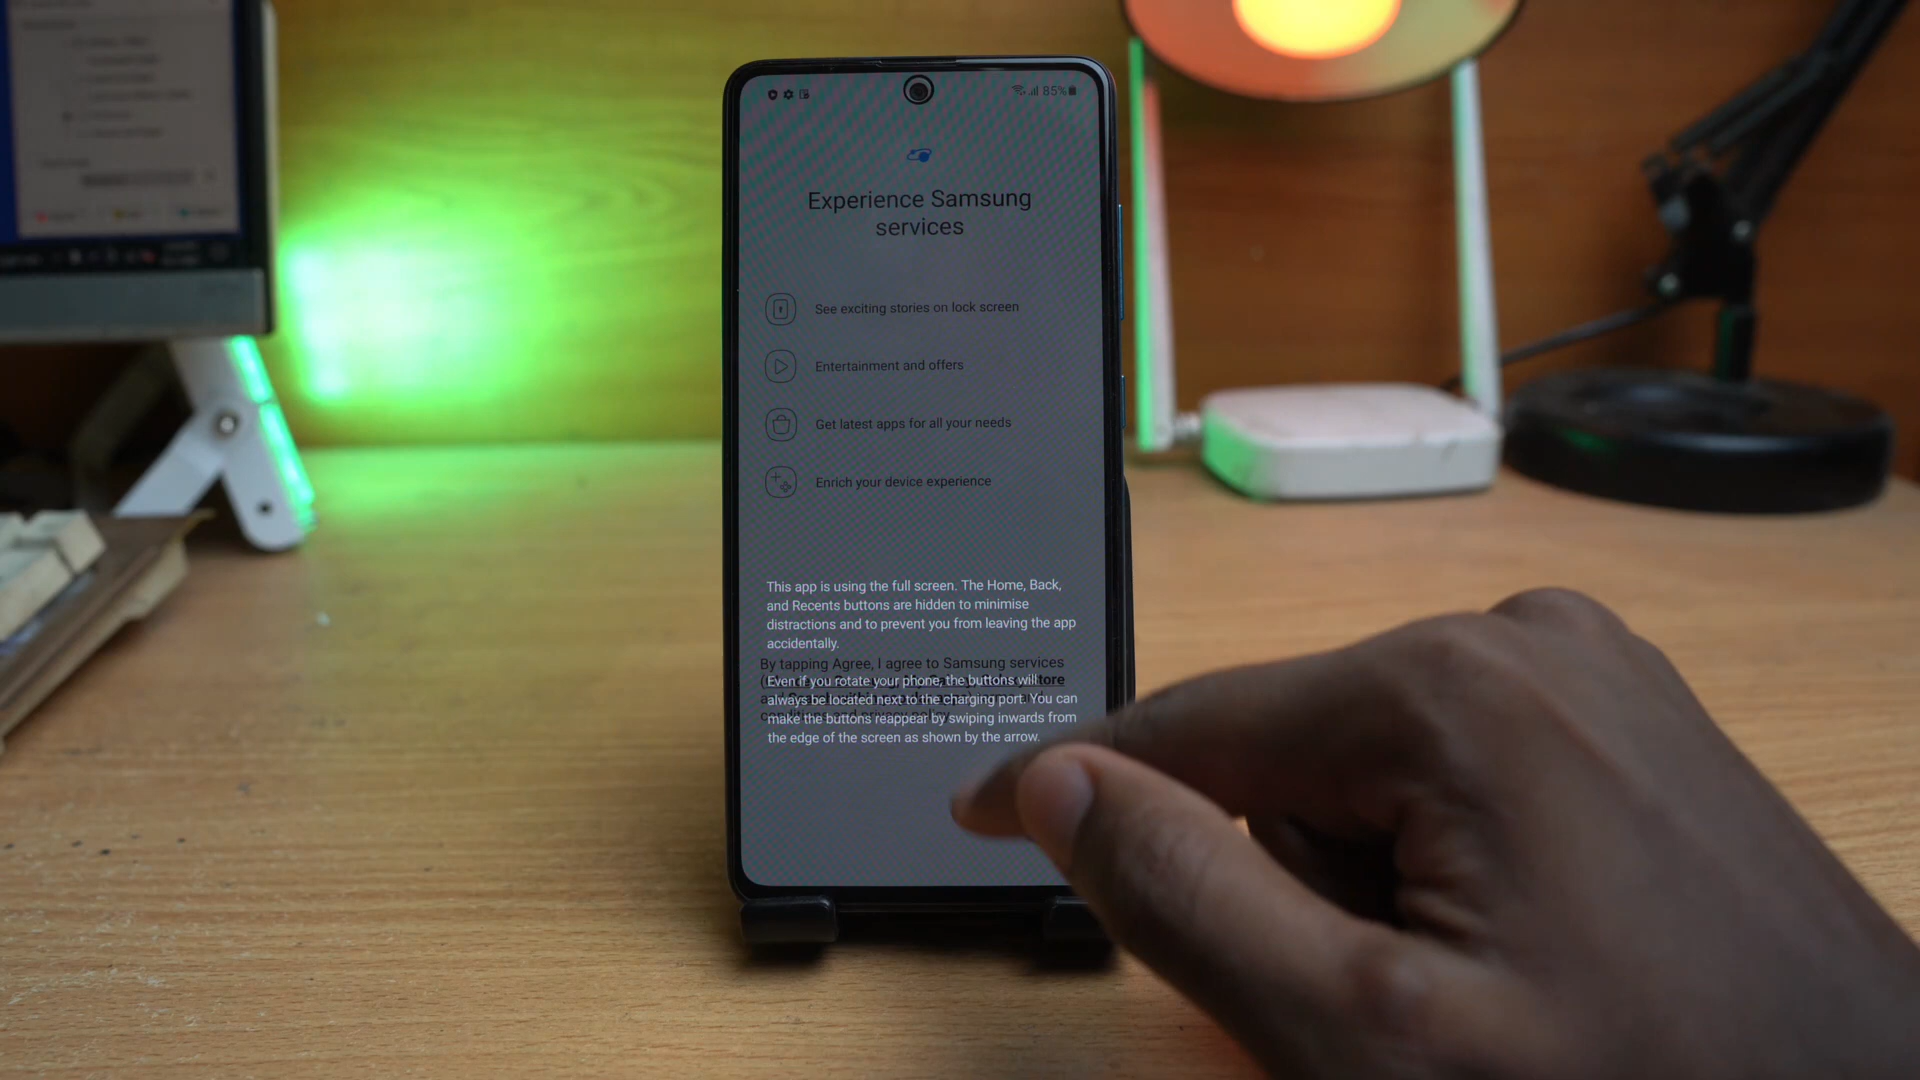 85%
Experience Samsung
services
See exciting stories on lock screen
Entertainment and offers
Get latest apps for all your needs
Enrich your device experience
This app is using the full screen. The Home, Back,
and Recents buttons are hidden to minimise
distractions and to prevent you from leaving the app
accidentally.
By tapping Agree, I agree to Samsung services
Even if you rotate your phone, the buttons will
always be located next to the charging port. You can
make the buttons reappear by swiping inwards from
the edge of the screen as shown by the arrow.